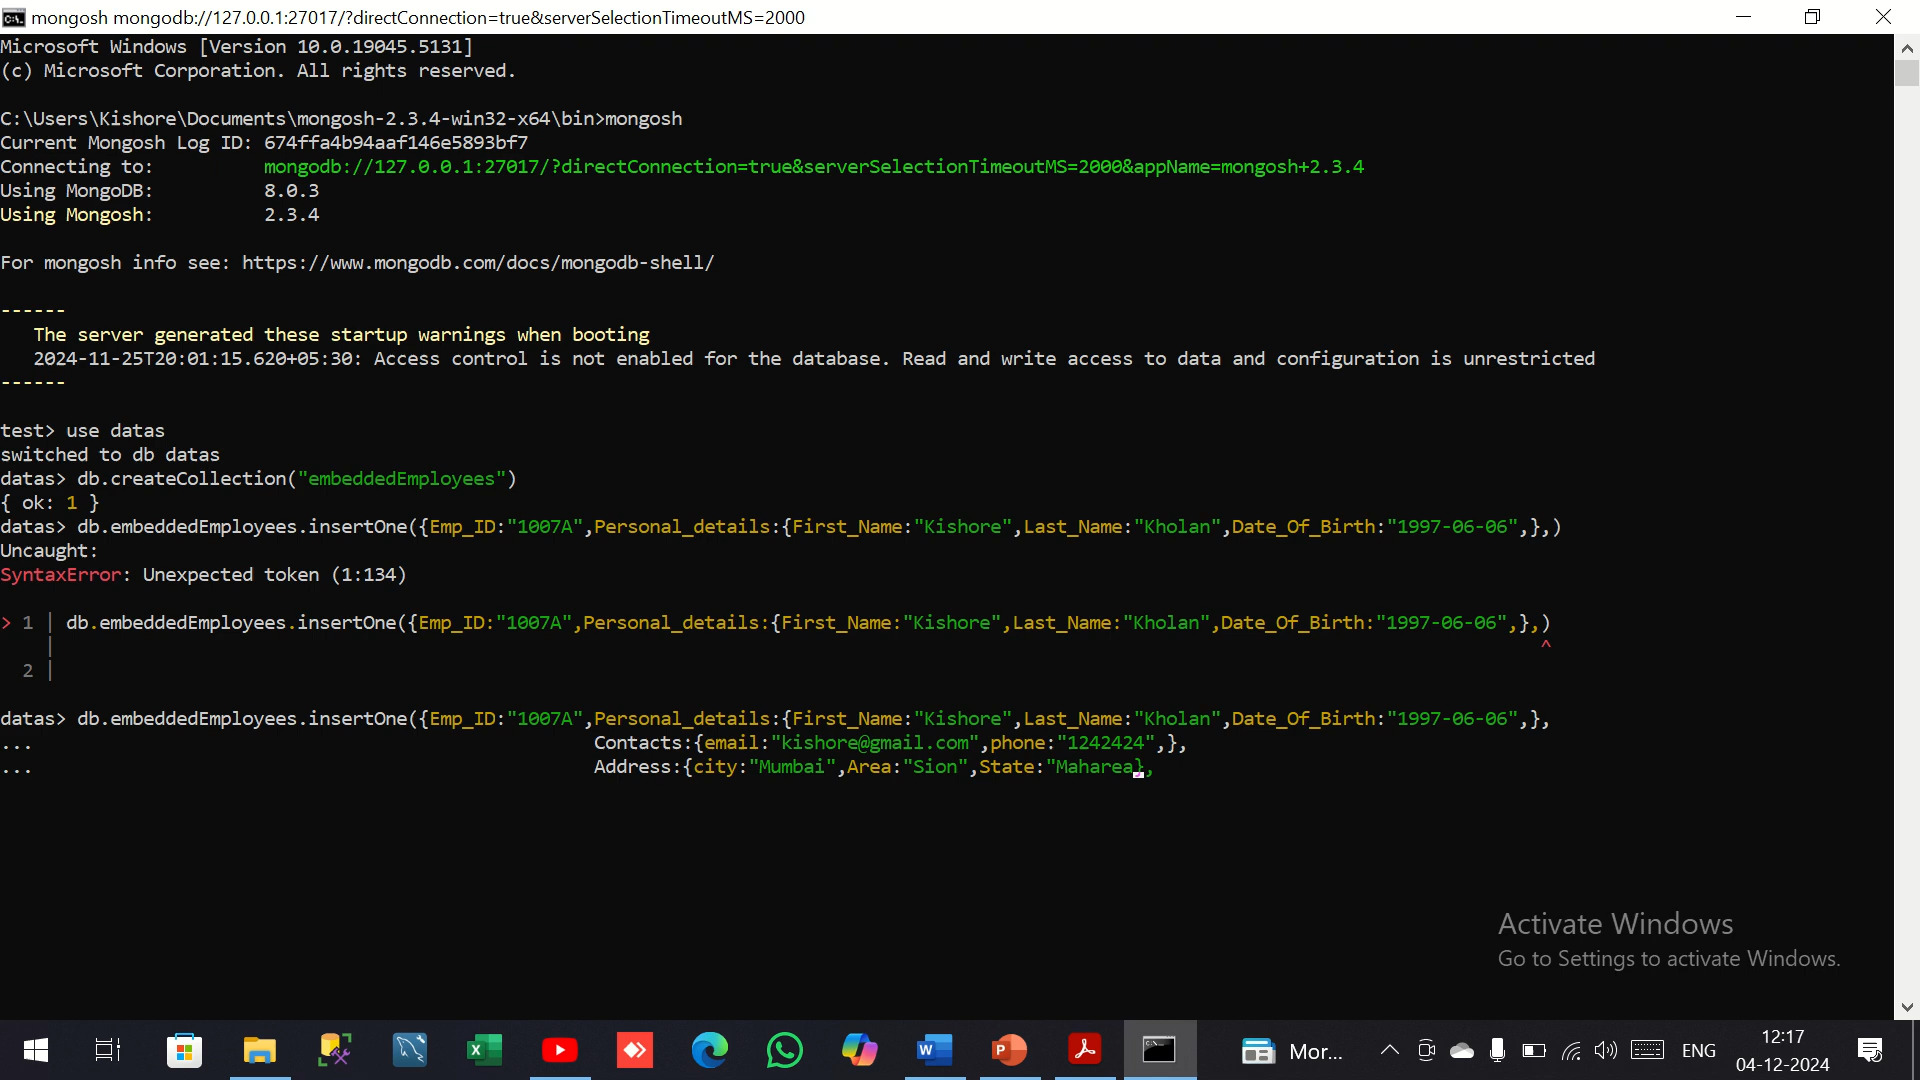 mongosh mongodb://127.0.0.1:27017/?directConnection=true&serverSelectionTimeoutMS=2000
Microsoft Windows [Version 10.0.19045.5131]
(c) Microsoft Corporation. All rights reserved.
C:\Users\Kishore\Documents\mongosh-2.3.4-win32-x64\bin>mongosh
Current Mongosh Log ID: 674ffa4b94aaf146e5893bf7
Connecting to: mongodb://127.0.0.1:27017/?directConnection=true&serverSelectionTimeoutMS=2000&appName=mongosh+2.3.4
Using MongoDB: 8.0.3
Using Mongosh: 2.3.4
For mongosh info see: https://www.mongodb.com/docs/mongodb-shell/
------
The server generated these startup warnings when booting
2024-11-25T20:01:15.620+05:30: Access control is not enabled for the database. Read and write access to data and configuration is unrestricted
------
test> use datas
switched to db datas
datas> db.createCollection("embeddedEmployees")
{ ok: 1 }
datas> db.embeddedEmployees.insertOne({Emp_ID:"1007A",Personal_details:{First_Name:"Kishore",Last_Name:"Kholan",Date_Of_Birth:"1997-06-06",},)
Uncaught:
SyntaxError: Unexpected token (1:134)
> 1 | db.embeddedEmployees.insertOne({Emp_ID:"1007A",Personal_details:{First_Name:"Kishore",Last_Name:"Kholan",Date_Of_Birth:"1997-06-06",},)
| ^
2 |
datas> db.embeddedEmployees.insertOne({Emp_ID:"1007A",Personal_details:{First_Name:"Kishore",Last_Name:"Kholan",Date_Of_Birth:"1997-06-06",},
... Contacts:{email:"kishore@gmail.com",phone:"1242424",},
... Address:{city:"Mumbai",Area:"Sion",State:"Maharea},
Activate Windows
Go to Settings to activate Windows.
Mor...
ENG
12:17
04-12-2024